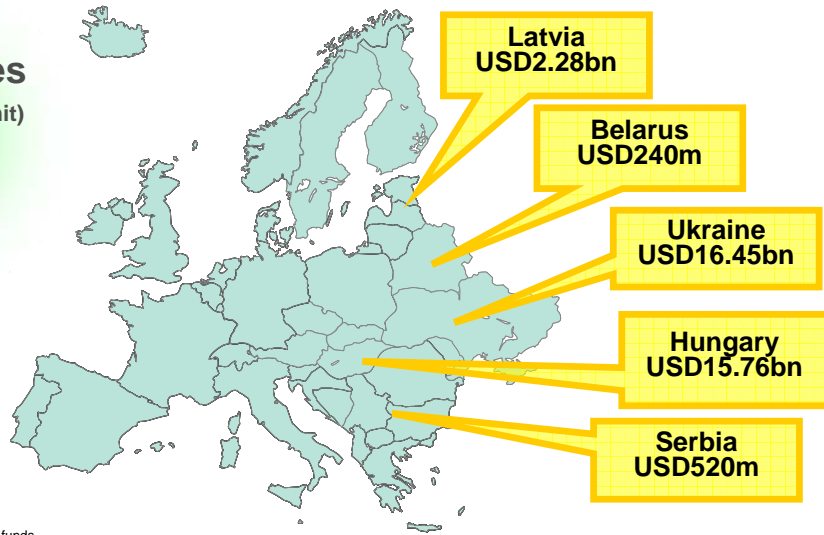 es
nit)
Latvia
USD2.28bn
Belarus
USD240m
Ukraine
USD16.45bn
Hungary
USD15.76bn
Serbia
USD520m
funds